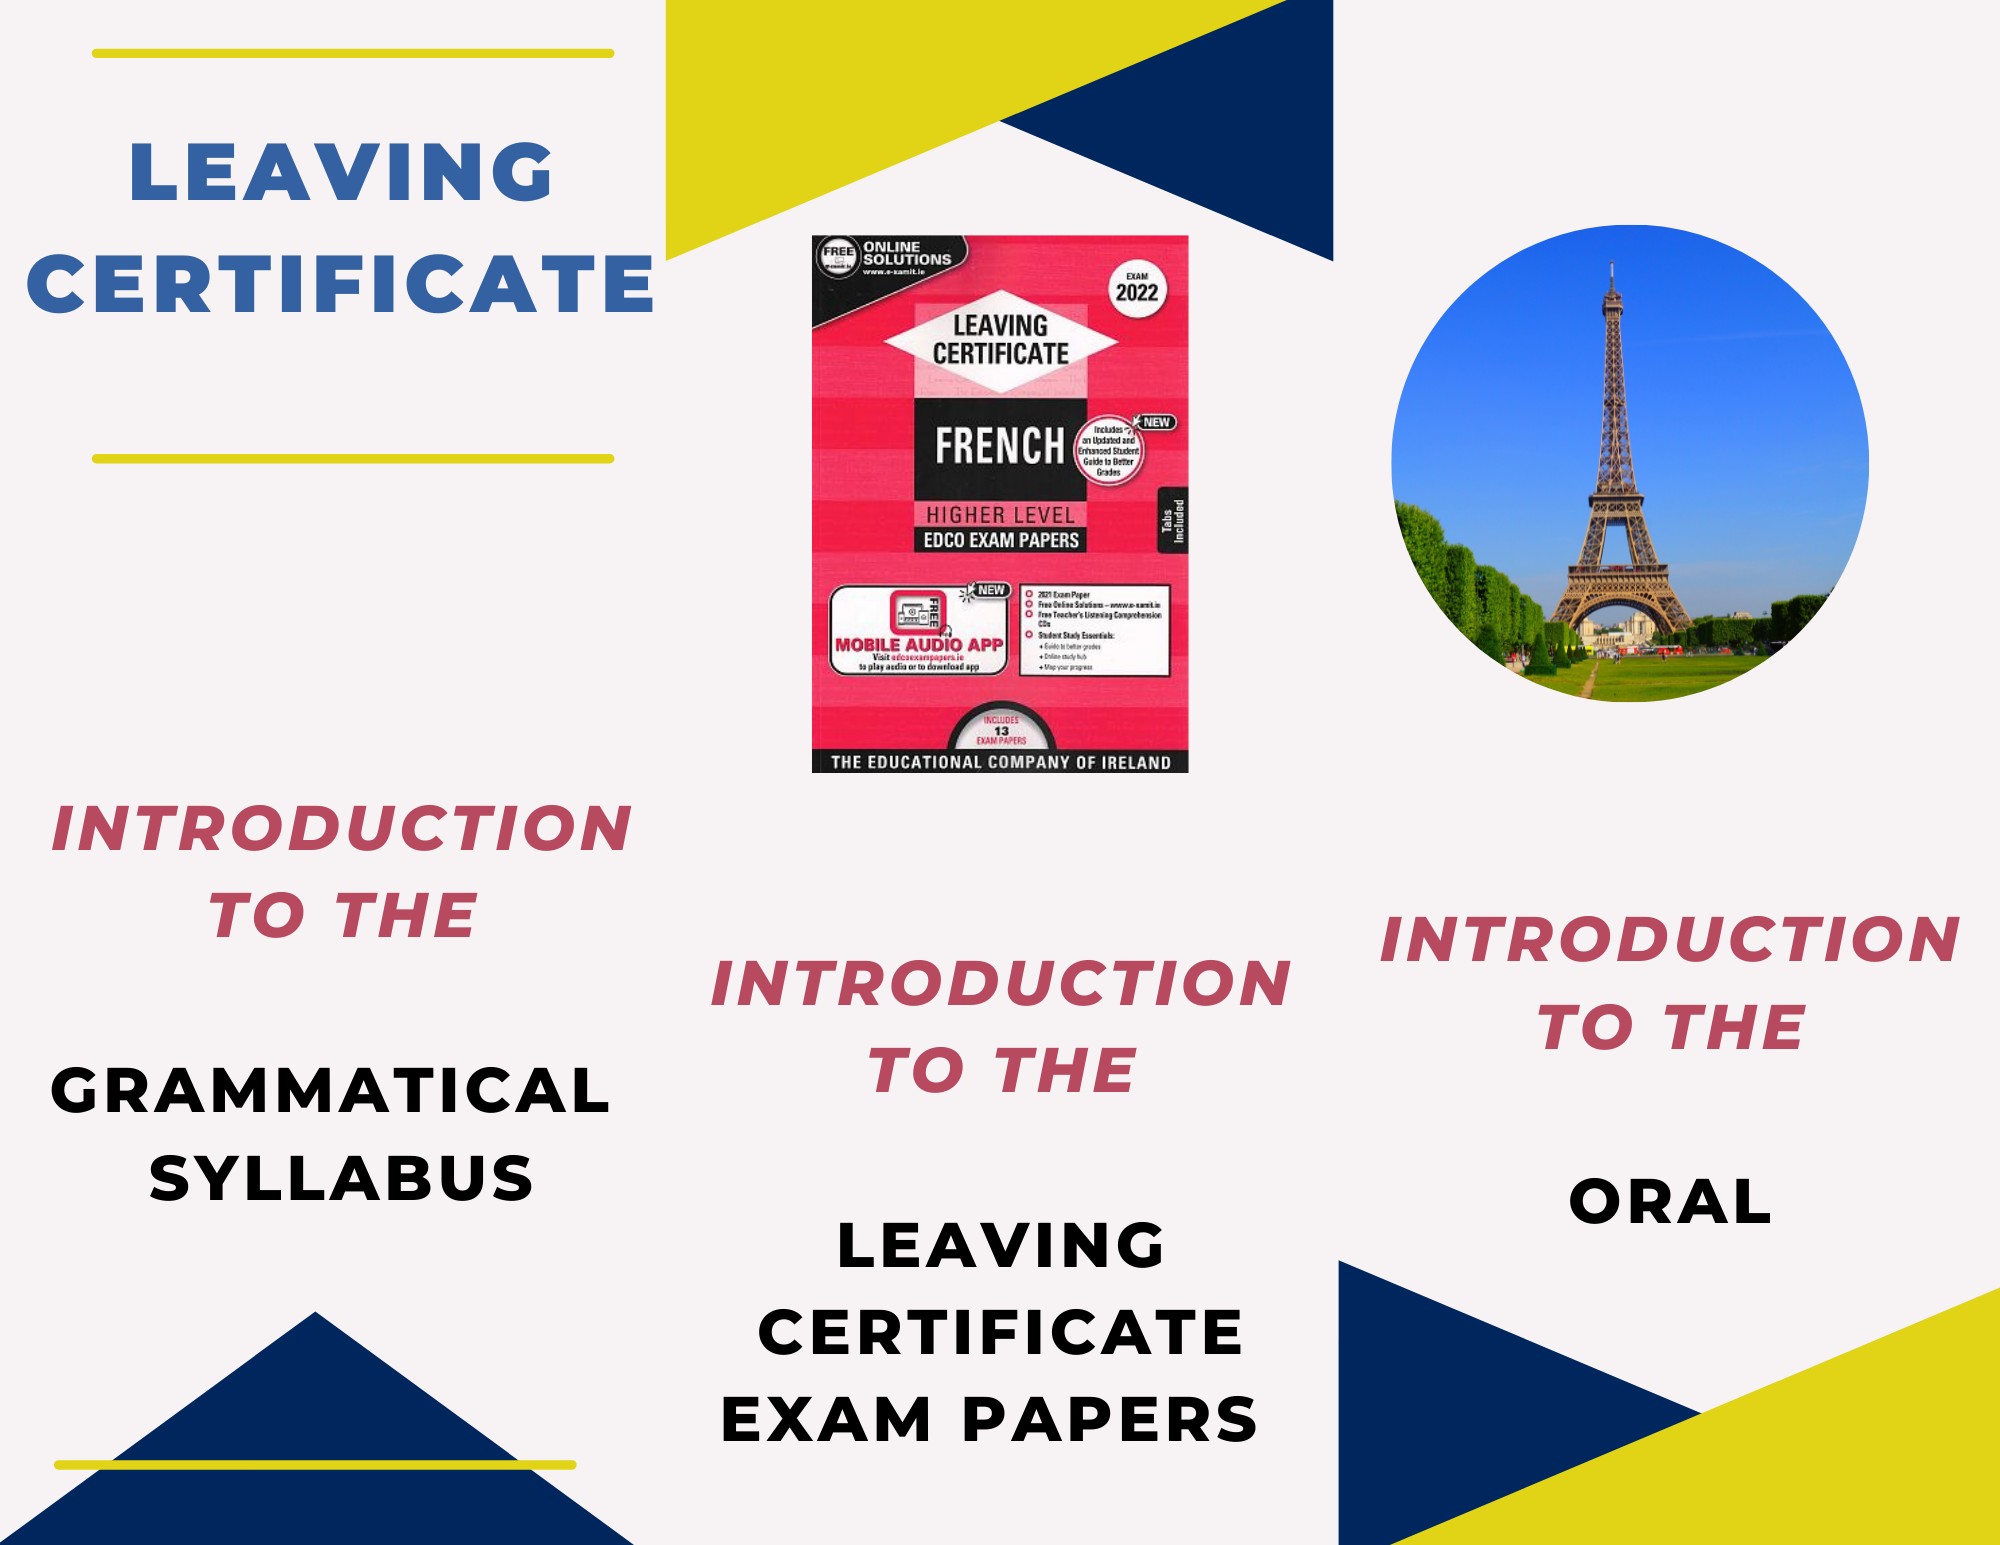 LEAVING
CERTIFICATE
INTRODUCTION
TO THE
GRAMMATICAL
SYLLABUS
FREE
ONLINE
SOLUTIONS
www.e-xamit.ie
EXAM
2022
LEAVING
CERTIFICATE
FRENCH
NEW
Includes
an Updated and
Enhanced Student
Guide to Better
Grades
HIGHER LEVEL
EDCO EXAM PAPERS
Tabs
Included
NEW
FREE
MOBILE AUDIO APP
Visit edcoexampapers.ie
to play audio or to download app
2021 Exam Paper
Free Online Solutions – www.e-xamit.ie
Free Teacher's Listening Comprehension
CDs
Student Study Essentials:
Guide to better grades
Online study hub
Map your progress
INCLUDES
13
EXAM PAPERS
THE EDUCATIONAL COMPANY OF IRELAND
INTRODUCTION
TO THE
LEAVING
CERTIFICATE
EXAM PAPERS
INTRODUCTION
TO THE
ORAL